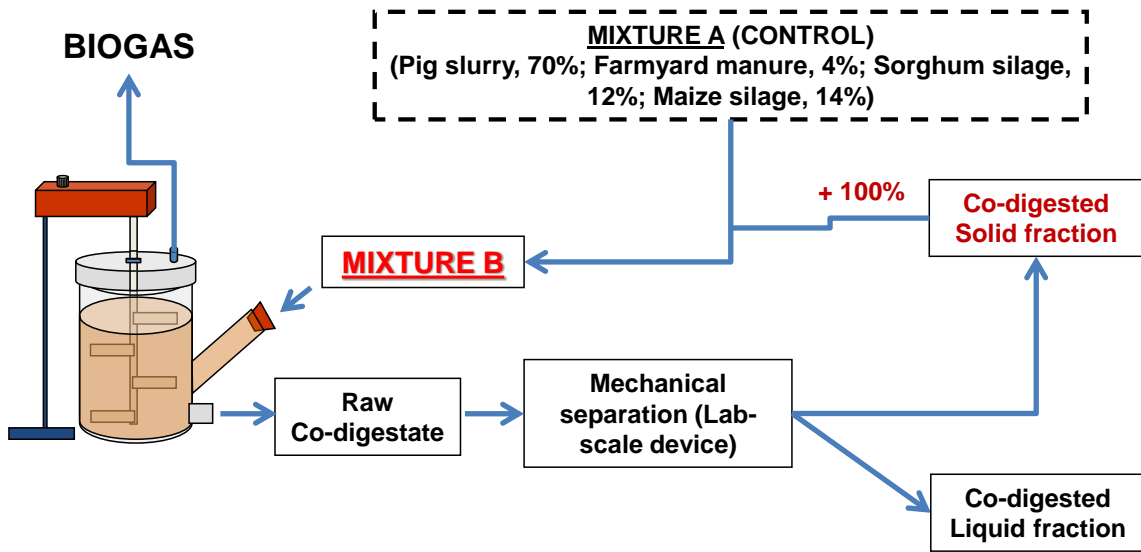 BIOGAS
MIXTURE A (CONTROL)
(Pig slurry, 70%; Farmyard manure, 4%; Sorghum silage,
12%; Maize silage, 14%)
+ 100%
Co-digested
Solid fraction
MIXTURE B
Raw
Co-digestate
Mechanical
separation (Lab-
scale device)
Co-digested
Liquid fraction